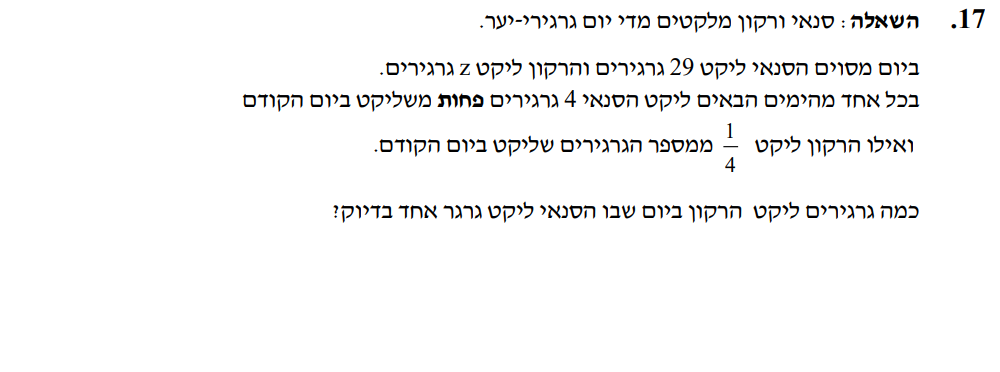 17. השאלה: סנאי ורקון מלקטים מדי יום גרגירי-יער.
ביום מסוים הסנאי ליקט 29 גרגירים והרקון ליקט z גרגירים.
בכל אחד מהימים הבאים ליקט הסנאי 4 גרגירים פחות משליקט ביום הקודם
ואילו הרקון ליקט 1/4 ממספר הגרגירים שליקט ביום הקודם.
כמה גרגירים ליקט הרקון ביום שבו הסנאי ליקט גרגר אחד בדיוק?